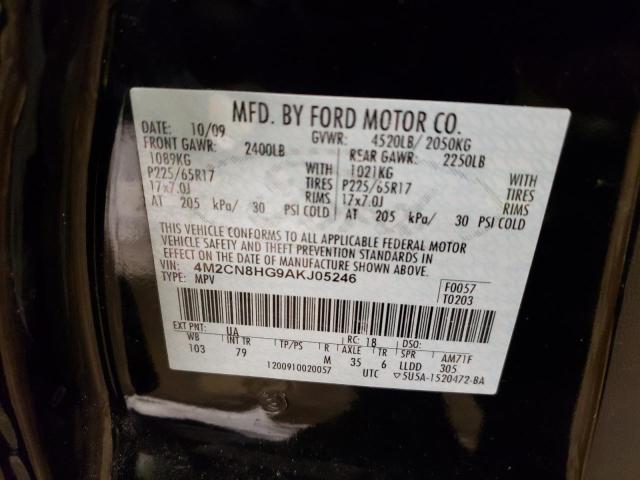 MFD. BY FORD MOTOR CO.
DATE: 10/09 GVWR: 4520LB/ 2050KG
FRONT GAWR: 2400LB REAR GAWR: 2250LB
1089KG WITH 1021KG WITH
P225/65R17 TIRES P225/65R17 TIRES
17x7.0J RIMS 17x7.0J RIMS
AT 205 kPa/ 30 PSI COLD AT 205 kPa/ 30 PSI COLD
THIS VEHICLE CONFORMS TO ALL APPLICABLE FEDERAL MOTOR
VEHICLE SAFETY AND THEFT PREVENTION STANDARDS IN
EFFECT ON THE DATE OF MANUFACTURE SHOWN ABOVE.
VIN: 4M2CN8HG9AKJ05246 F0057
TYPE: MPV T0203
EXT PNT: UA RC: 18
WB INT TR TP/PS R AXLE TR SPR AM71F
103 79 M 35 6 LLDD 305
1200910020057 UTC ▽5U5A-1520472-BA